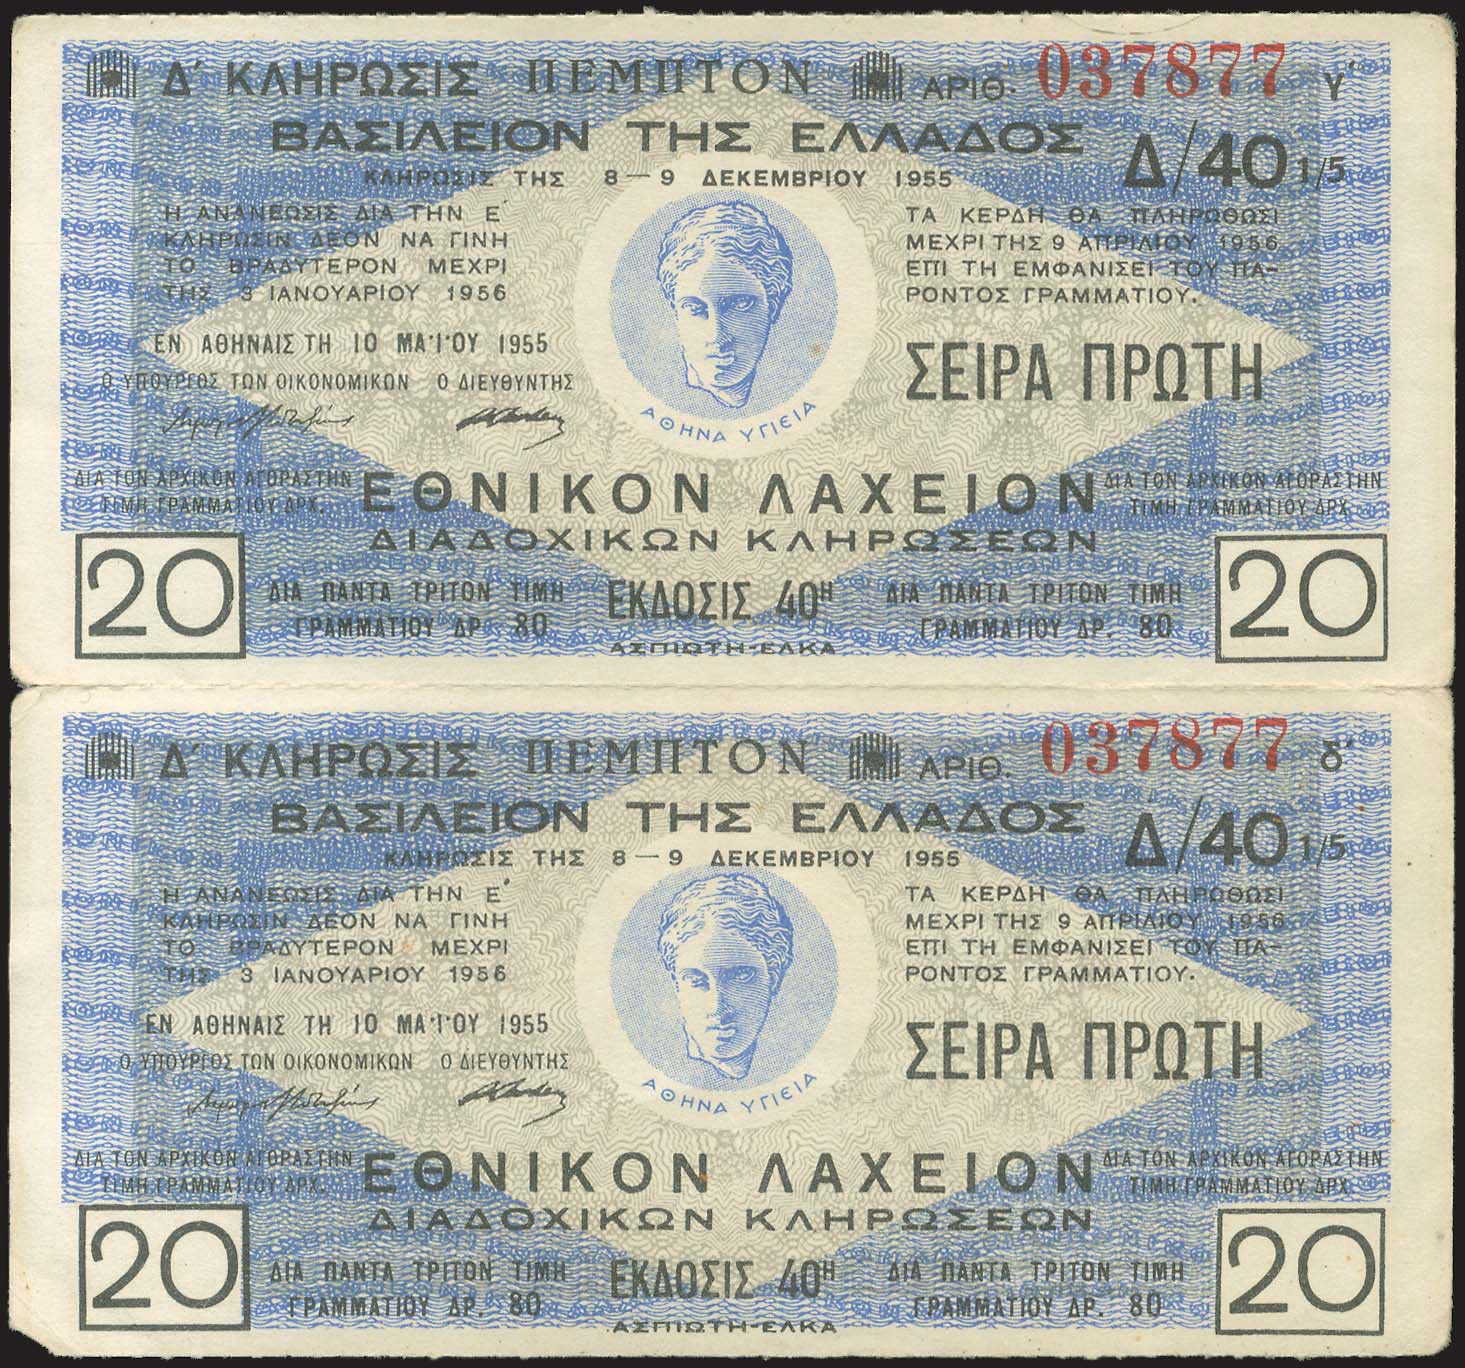 Δ΄ ΚΛΗΡΩΣΙΣ ΠΕΜΠΤΟΝ ΑΡΙΘ. 037877 γ΄
ΒΑΣΙΛΕΙΟΝ ΤΗΣ ΕΛΛΑΔΟΣ Δ/40 1/5
ΚΛΗΡΩΣΙΣ ΤΗΣ 8 — 9 ΔΕΚΕΜΒΡΙΟΥ 1955
Η ΑΝΑΝΕΩΣΙΣ ΔΙΑ ΤΗΝ Ε΄
ΚΛΗΡΩΣΙΝ ΔΕΟΝ ΝΑ ΓΙΝΗ
ΤΟ ΒΡΑΔΥΤΕΡΟΝ ΜΕΧΡΙ
ΤΗΣ 3 ΙΑΝΟΥΑΡΙΟΥ 1956
ΤΑ ΚΕΡΔΗ ΘΑ ΠΛΗΡΩΘΩΣΙ
ΜΕΧΡΙ ΤΗΣ 9 ΑΠΡΙΛΙΟΥ 1956
ΕΠΙ ΤΗ ΕΜΦΑΝΙΣΕΙ ΤΟΥ ΠΑ-
ΡΟΝΤΟΣ ΓΡΑΜΜΑΤΙΟΥ.
ΕΝ ΑΘΗΝΑΙΣ ΤΗ 10 ΜΑ·Ι·ΟΥ 1955
Ο ΥΠΟΥΡΓΟΣ ΤΩΝ ΟΙΚΟΝΟΜΙΚΩΝ Ο ΔΙΕΥΘΥΝΤΗΣ
ΣΕΙΡΑ ΠΡΩΤΗ
ΑΘΗΝΑ ΥΓΙΕΙΑ
ΔΙΑ ΤΟΝ ΑΡΧΙΚΟΝ ΑΓΟΡΑΣΤΗΝ
ΤΙΜΗ ΓΡΑΜΜΑΤΙΟΥ ΔΡΧ.
20
ΕΘΝΙΚΟΝ ΛΑΧΕΙΟΝ
ΔΙΑΔΟΧΙΚΩΝ ΚΛΗΡΩΣΕΩΝ
ΔΙΑ ΤΟΝ ΑΡΧΙΚΟΝ ΑΓΟΡΑΣΤΗΝ
ΤΙΜΗ ΓΡΑΜΜΑΤΙΟΥ ΔΡΧ.
20
ΔΙΑ ΠΑΝΤΑ ΤΡΙΤΟΝ ΤΙΜΗ
ΓΡΑΜΜΑΤΙΟΥ ΔΡ. 80
ΕΚΔΟΣΙΣ 40Η
ΔΙΑ ΠΑΝΤΑ ΤΡΙΤΟΝ ΤΙΜΗ
ΓΡΑΜΜΑΤΙΟΥ ΔΡ. 80
ΑΣΠΙΩΤΗ-ΕΛΚΑ
Δ΄ ΚΛΗΡΩΣΙΣ ΠΕΜΠΤΟΝ ΑΡΙΘ. 037877 δ΄
ΒΑΣΙΛΕΙΟΝ ΤΗΣ ΕΛΛΑΔΟΣ Δ/40 1/5
ΚΛΗΡΩΣΙΣ ΤΗΣ 8 — 9 ΔΕΚΕΜΒΡΙΟΥ 1955
Η ΑΝΑΝΕΩΣΙΣ ΔΙΑ ΤΗΝ Ε΄
ΚΛΗΡΩΣΙΝ ΔΕΟΝ ΝΑ ΓΙΝΗ
ΤΟ ΒΡΑΔΥΤΕΡΟΝ ΜΕΧΡΙ
ΤΗΣ 3 ΙΑΝΟΥΑΡΙΟΥ 1956
ΤΑ ΚΕΡΔΗ ΘΑ ΠΛΗΡΩΘΩΣΙ
ΜΕΧΡΙ ΤΗΣ 9 ΑΠΡΙΛΙΟΥ 1956
ΕΠΙ ΤΗ ΕΜΦΑΝΙΣΕΙ ΤΟΥ ΠΑ-
ΡΟΝΤΟΣ ΓΡΑΜΜΑΤΙΟΥ.
ΕΝ ΑΘΗΝΑΙΣ ΤΗ 10 ΜΑ·Ι·ΟΥ 1955
Ο ΥΠΟΥΡΓΟΣ ΤΩΝ ΟΙΚΟΝΟΜΙΚΩΝ Ο ΔΙΕΥΘΥΝΤΗΣ
ΣΕΙΡΑ ΠΡΩΤΗ
ΑΘΗΝΑ ΥΓΙΕΙΑ
ΔΙΑ ΤΟΝ ΑΡΧΙΚΟΝ ΑΓΟΡΑΣΤΗΝ
ΤΙΜΗ ΓΡΑΜΜΑΤΙΟΥ ΔΡΧ.
20
ΕΘΝΙΚΟΝ ΛΑΧΕΙΟΝ
ΔΙΑΔΟΧΙΚΩΝ ΚΛΗΡΩΣΕΩΝ
ΔΙΑ ΤΟΝ ΑΡΧΙΚΟΝ ΑΓΟΡΑΣΤΗΝ
ΤΙΜΗ ΓΡΑΜΜΑΤΙΟΥ ΔΡΧ.
20
ΔΙΑ ΠΑΝΤΑ ΤΡΙΤΟΝ ΤΙΜΗ
ΓΡΑΜΜΑΤΙΟΥ ΔΡ. 80
ΕΚΔΟΣΙΣ 40Η
ΔΙΑ ΠΑΝΤΑ ΤΡΙΤΟΝ ΤΙΜΗ
ΓΡΑΜΜΑΤΙΟΥ ΔΡ. 80
ΑΣΠΙΩΤΗ-ΕΛΚΑ